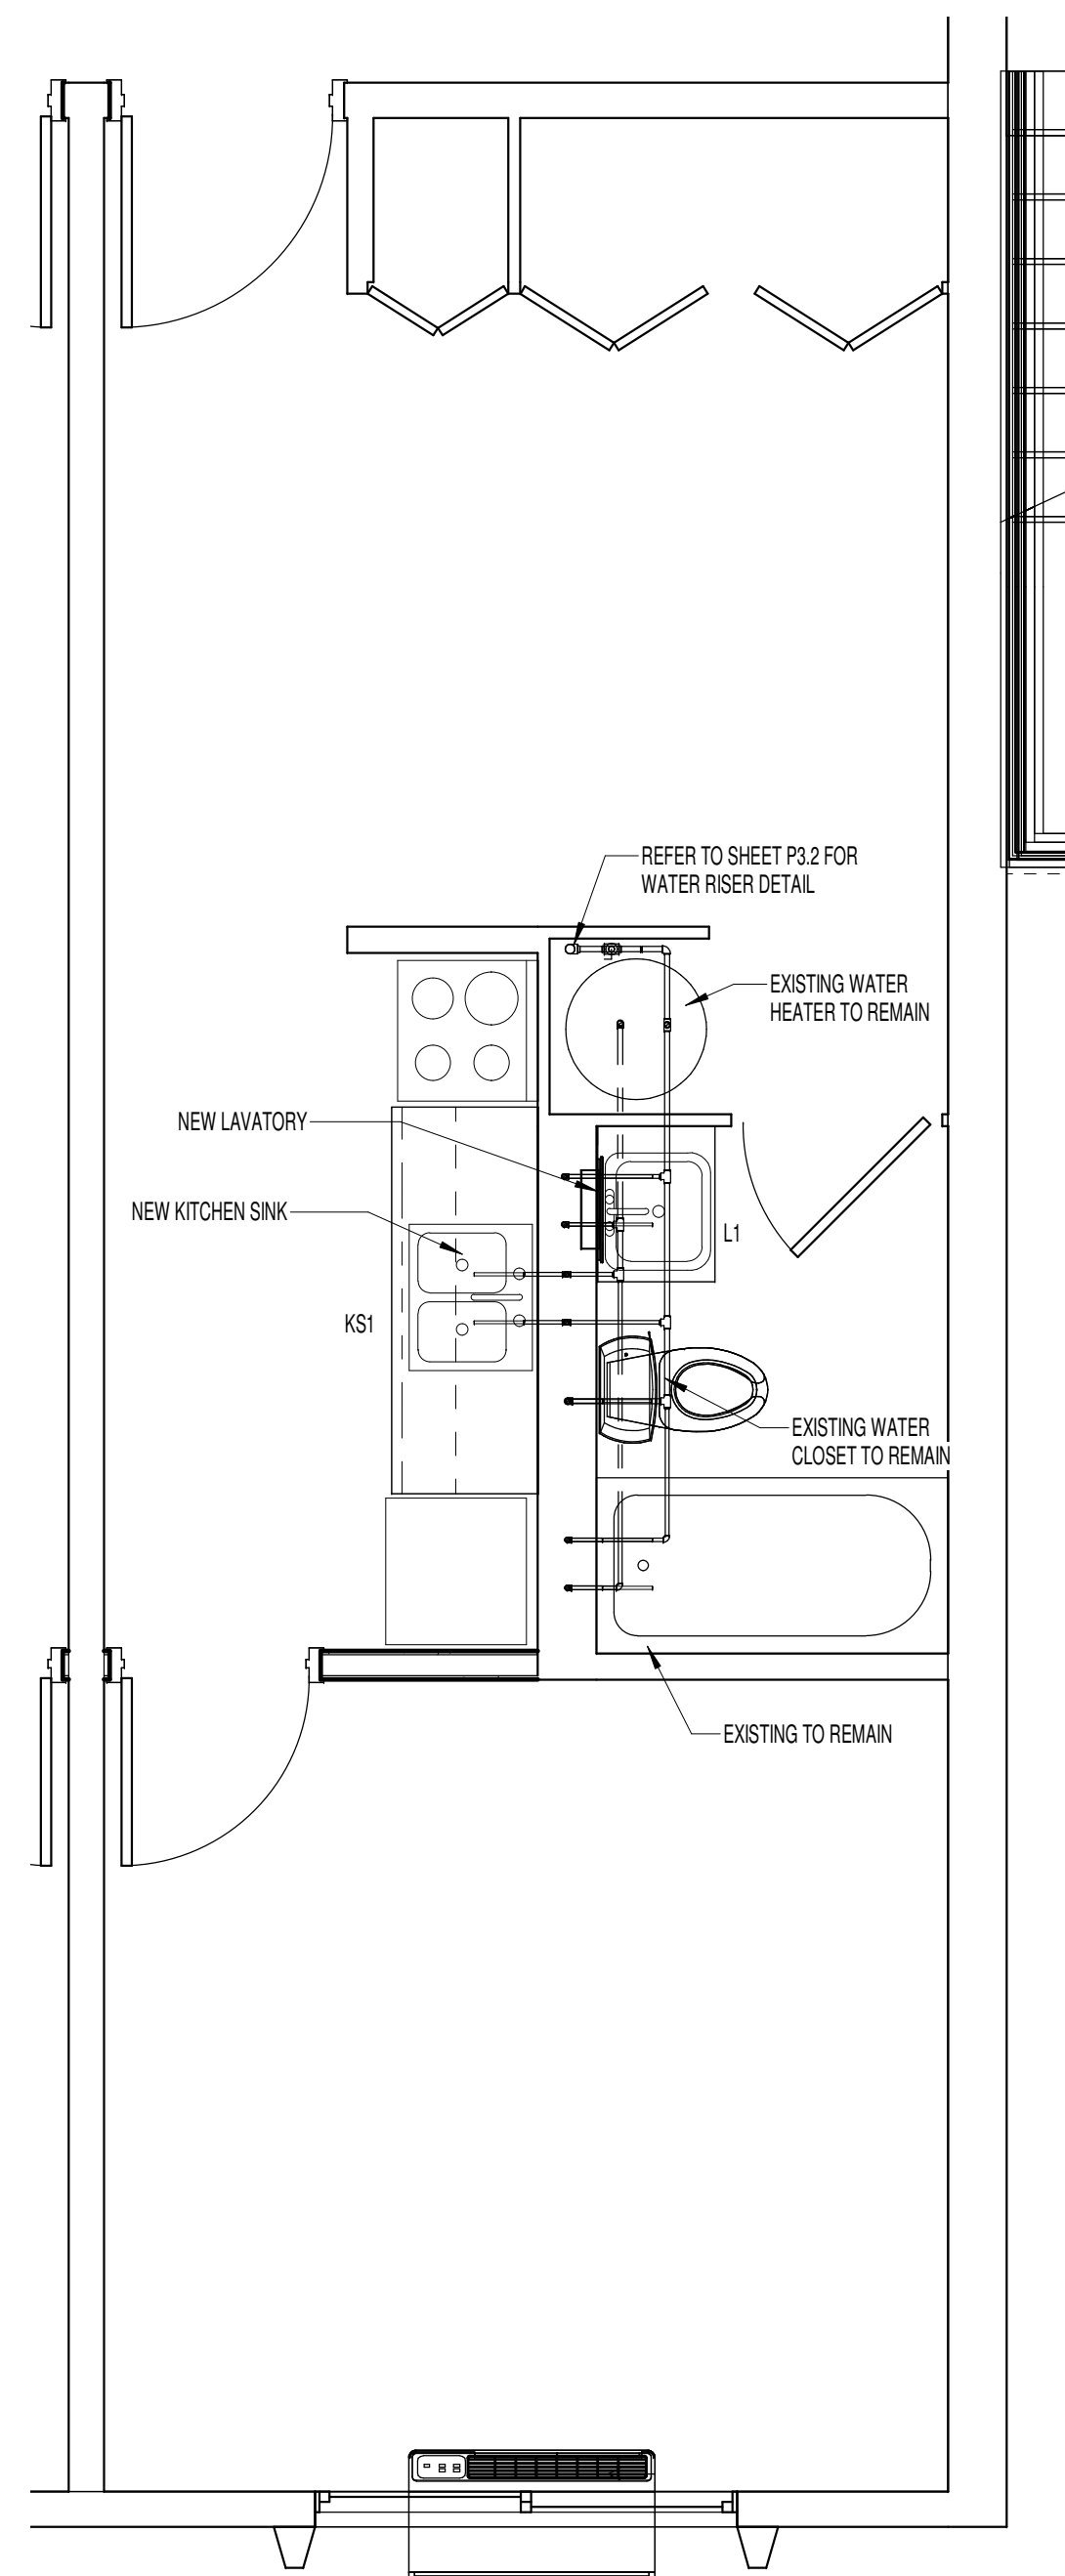 REFER TO SHEET P3.2 FOR
WATER RISER DETAIL
EXISTING WATER
HEATER TO REMAIN
NEW LAVATORY
NEW KITCHEN SINK
L1
KS1
EXISTING WATER
CLOSET TO REMAIN
EXISTING TO REMAIN